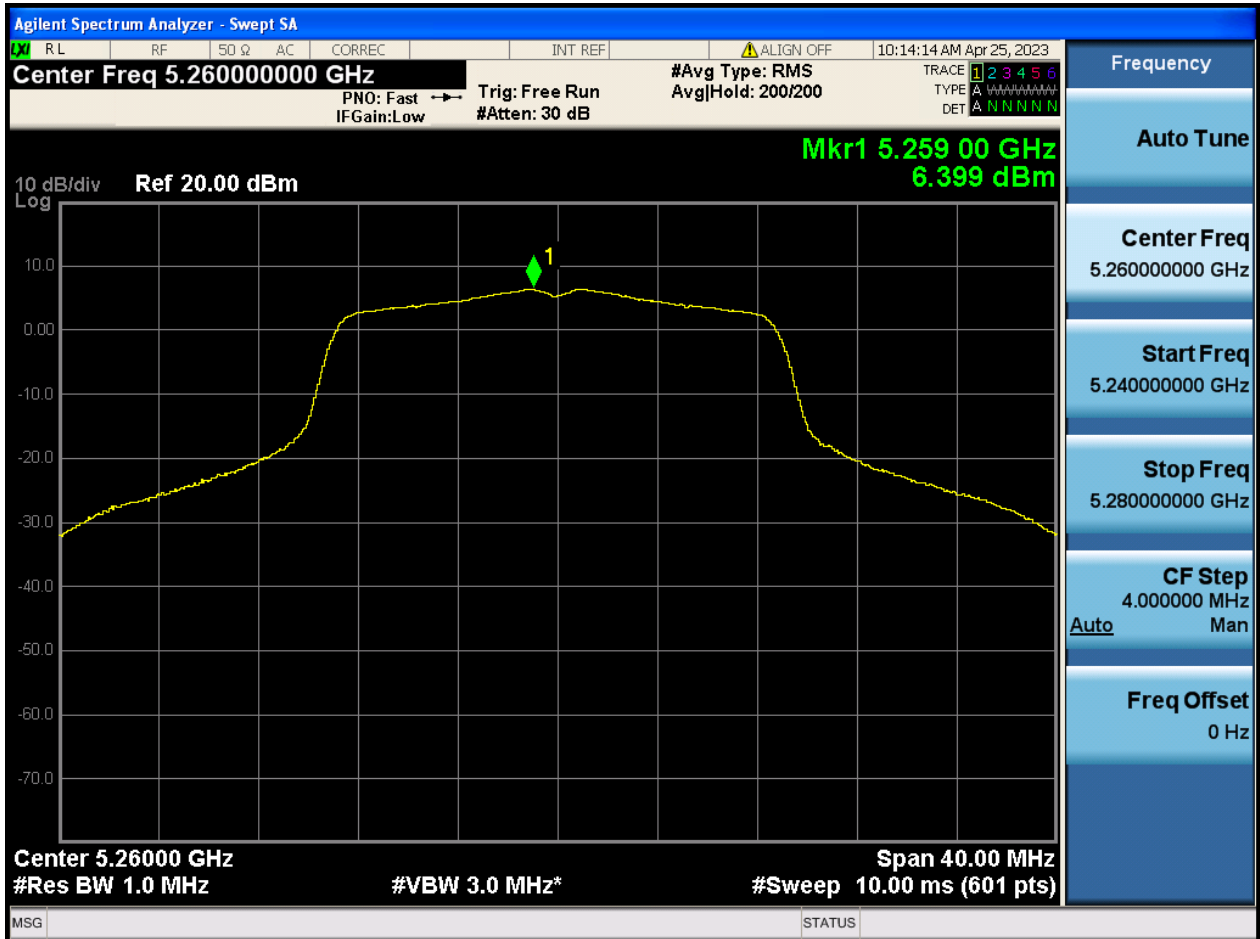 Agilent Spectrum Analyzer - Swept SA
LXI RL RF 50 Ω AC CORREC INT REF ALIGN OFF 10:14:14 AM Apr 25, 2023
Center Freq 5.260000000 GHz
PNO: Fast
IFGain:Low
Trig: Free Run
#Atten: 30 dB
#Avg Type: RMS
Avg|Hold: 200/200
TRACE 1 2 3 4 5 6
TYPE A
DET A N N N N N
Mkr1 5.259 00 GHz
6.399 dBm
10 dB/div Ref 20.00 dBm
Log
10.0
0.00
-10.0
-20.0
-30.0
-40.0
-50.0
-60.0
-70.0
1
Center 5.26000 GHz Span 40.00 MHz
#Res BW 1.0 MHz #VBW 3.0 MHz* #Sweep 10.00 ms (601 pts)
MSG STATUS
Frequency
Auto Tune
Center Freq
5.260000000 GHz
Start Freq
5.240000000 GHz
Stop Freq
5.280000000 GHz
CF Step
4.000000 MHz
Auto Man
Freq Offset
0 Hz